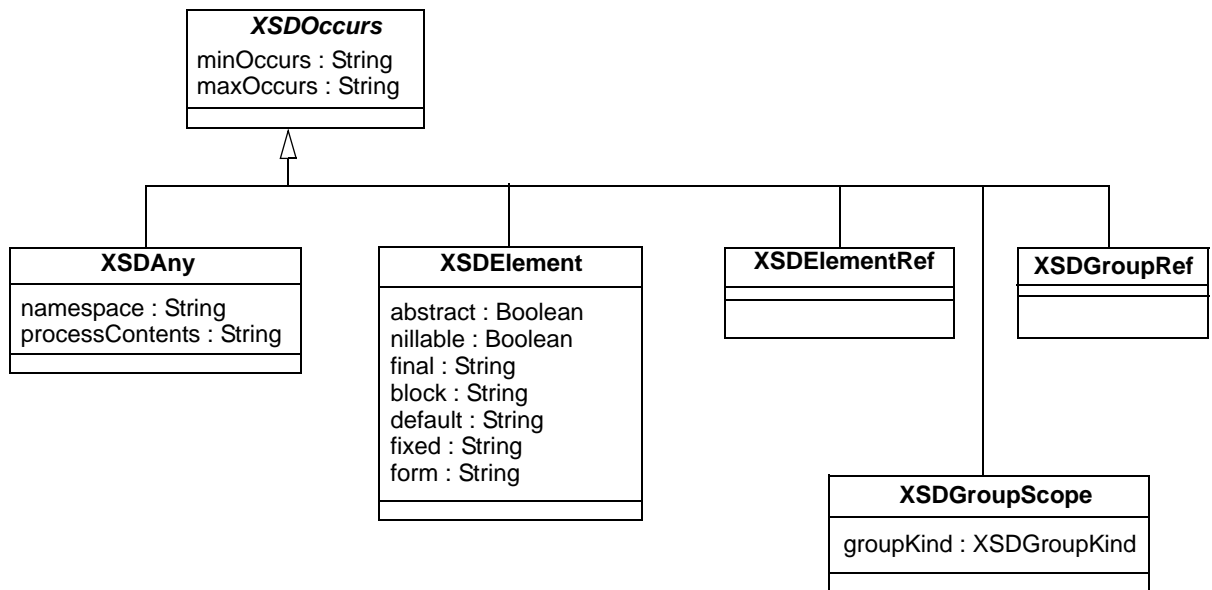 XSDOccurs
minOccurs : String
maxOccurs : String
XSDAny
namespace : String
processContents : String
XSDElement
abstract : Boolean
nillable : Boolean
final : String
block : String
default : String
fixed : String
form : String
XSDElementRef
XSDGroupRef
XSDGroupScope
groupKind : XSDGroupKind